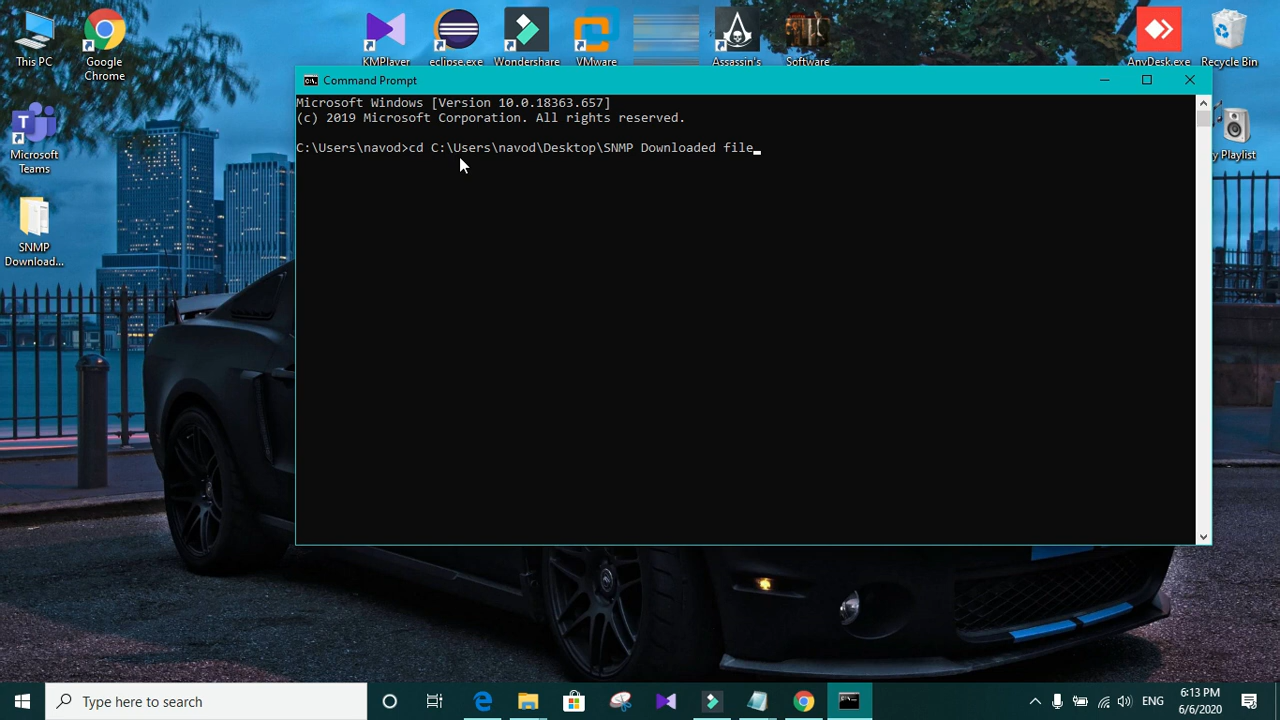 This PC
Google
Chrome
KMPlayer
eclipse.exe
Wondershare
VMware
Assassin's
Software
AnyDesk.exe
Recycle Bin
Microsoft
Teams
SNMP
Download...
y Playlist
Command Prompt
Microsoft Windows [Version 10.0.18363.657]
(c) 2019 Microsoft Corporation. All rights reserved.
C:\Users\navod>cd C:\Users\navod\Desktop\SNMP Downloaded file
Type here to search
ENG
6:13 PM
6/6/2020